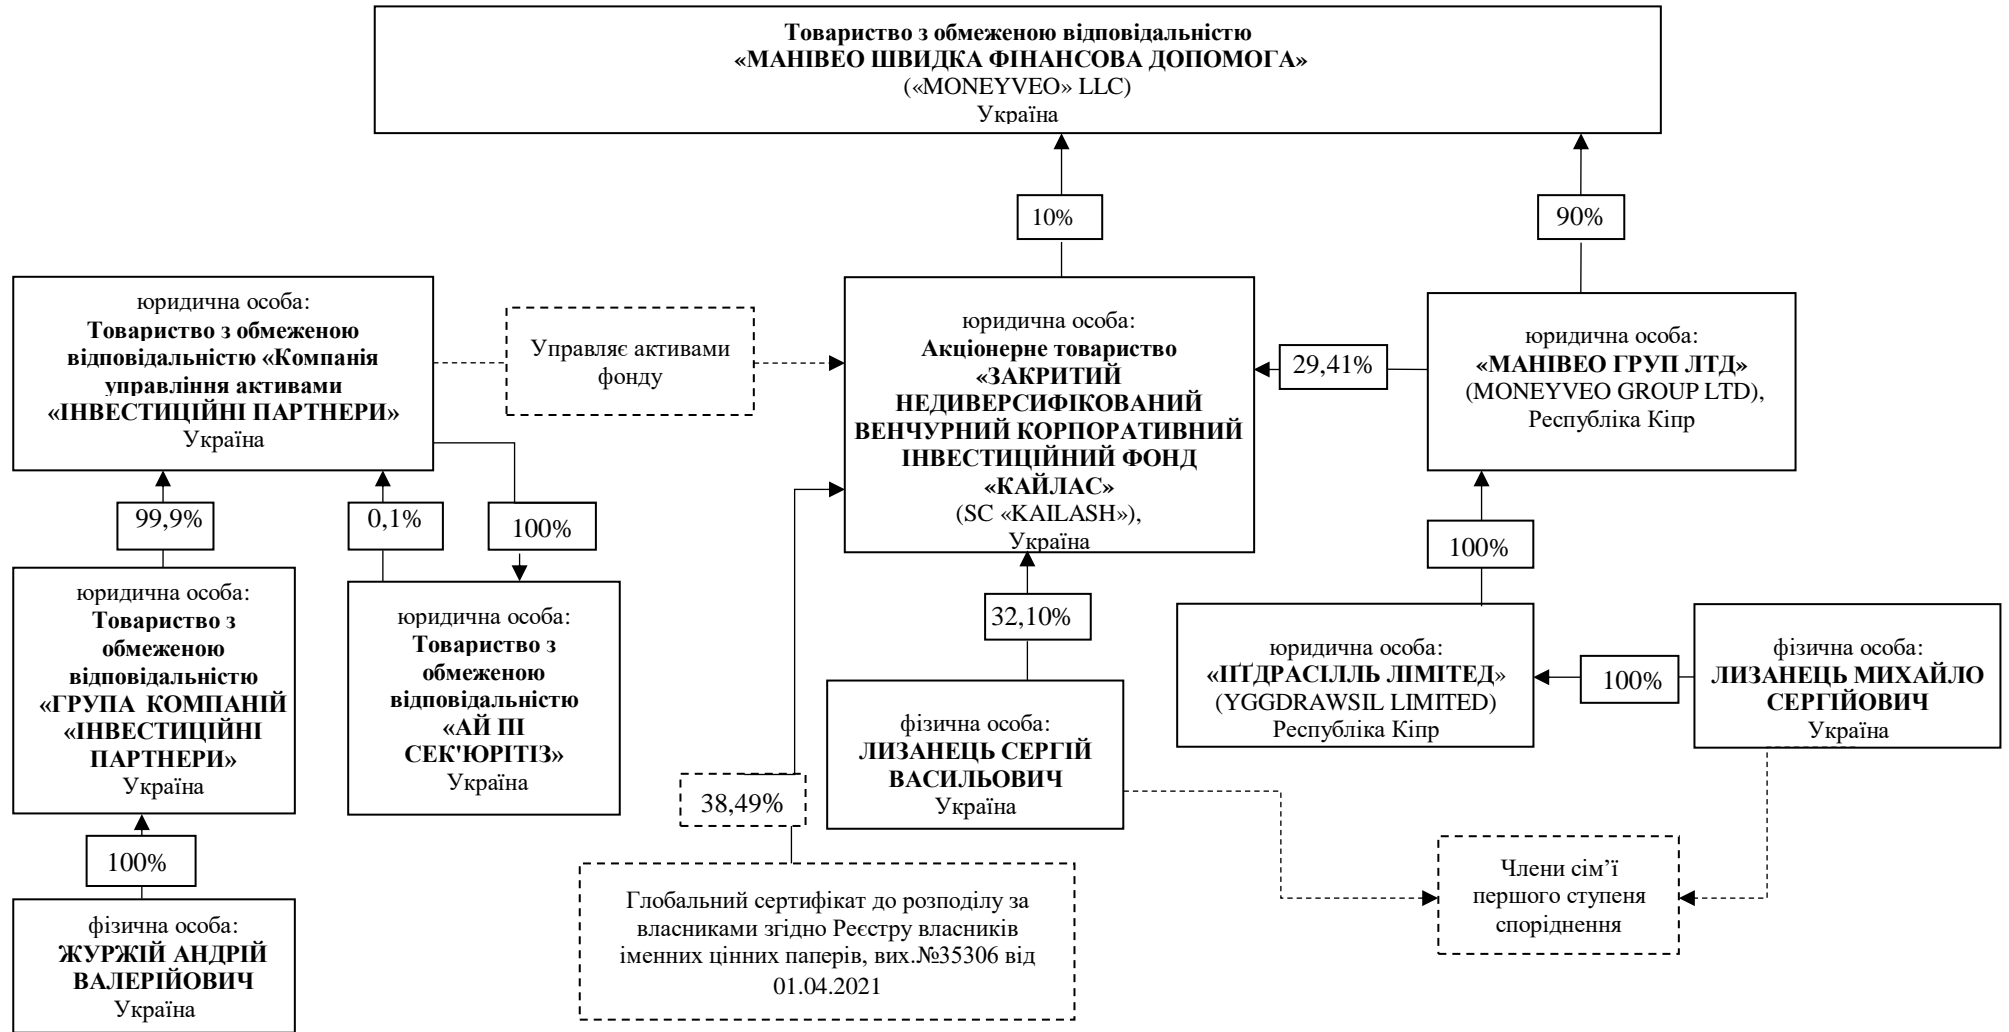 Товариство з обмеженою відповідальністю
«МАНІВЕО ШВИДКА ФІНАНСОВА ДОПОМОГА»
(«MONEYVEO» LLC)
Україна
10%
90%
юридична особа:
Товариство з обмеженою
відповідальністю «Компанія
управління активами
«ІНВЕСТИЦІЙНІ ПАРТНЕРИ»
Україна
Управляє активами
фонду
юридична особа:
Акціонерне товариство
«ЗАКРИТИЙ
НЕДИВЕРСИФІКОВАНИЙ
ВЕНЧУРНИЙ КОРПОРАТИВНИЙ
ІНВЕСТИЦІЙНИЙ ФОНД
«КАЙЛАС»
(SC «KAILASH»),
Україна
29,41%
юридична особа:
«МАНІВЕО ГРУП ЛТД»
(MONEYVEO GROUP LTD),
Республіка Кіпр
99,9%
0,1%
100%
100%
юридична особа:
Товариство з
обмеженою
відповідальністю
«ГРУПА  КОМПАНІЙ
«ІНВЕСТИЦІЙНІ
ПАРТНЕРИ»
Україна
юридична особа:
Товариство з
обмеженою
відповідальністю
«АЙ ПІ
СЕК'ЮРІТІЗ»
Україна
32,10%
юридична особа:
«ІҐҐДРАСІЛЛЬ ЛІМІТЕД»
(YGGDRAWSIL LIMITED)
Республіка Кіпр
100%
фізична особа:
ЛИЗАНЕЦЬ МИХАЙЛО
СЕРГІЙОВИЧ
Україна
фізична особа:
ЛИЗАНЕЦЬ СЕРГІЙ
ВАСИЛЬОВИЧ
Україна
38,49%
100%
Глобальний сертифікат до розподілу за
власниками згідно Реєстру власників
іменних цінних паперів, вих.№35306 від
01.04.2021
Члени сім’ї
першого ступеня
споріднення
фізична особа:
ЖУРЖІЙ АНДРІЙ
ВАЛЕРІЙОВИЧ
Україна